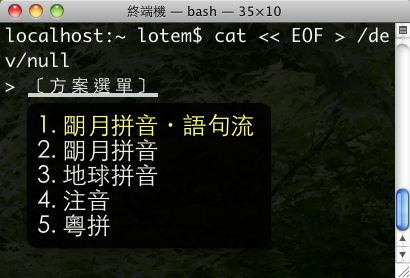 終端機 — bash — 35×10
localhost:~ lotem$ cat << EOF > /de
v/null
> 〔方案選單〕
1. 朙月拼音・語句流
2. 朙月拼音
3. 地球拼音
4. 注音
5. 粵拼